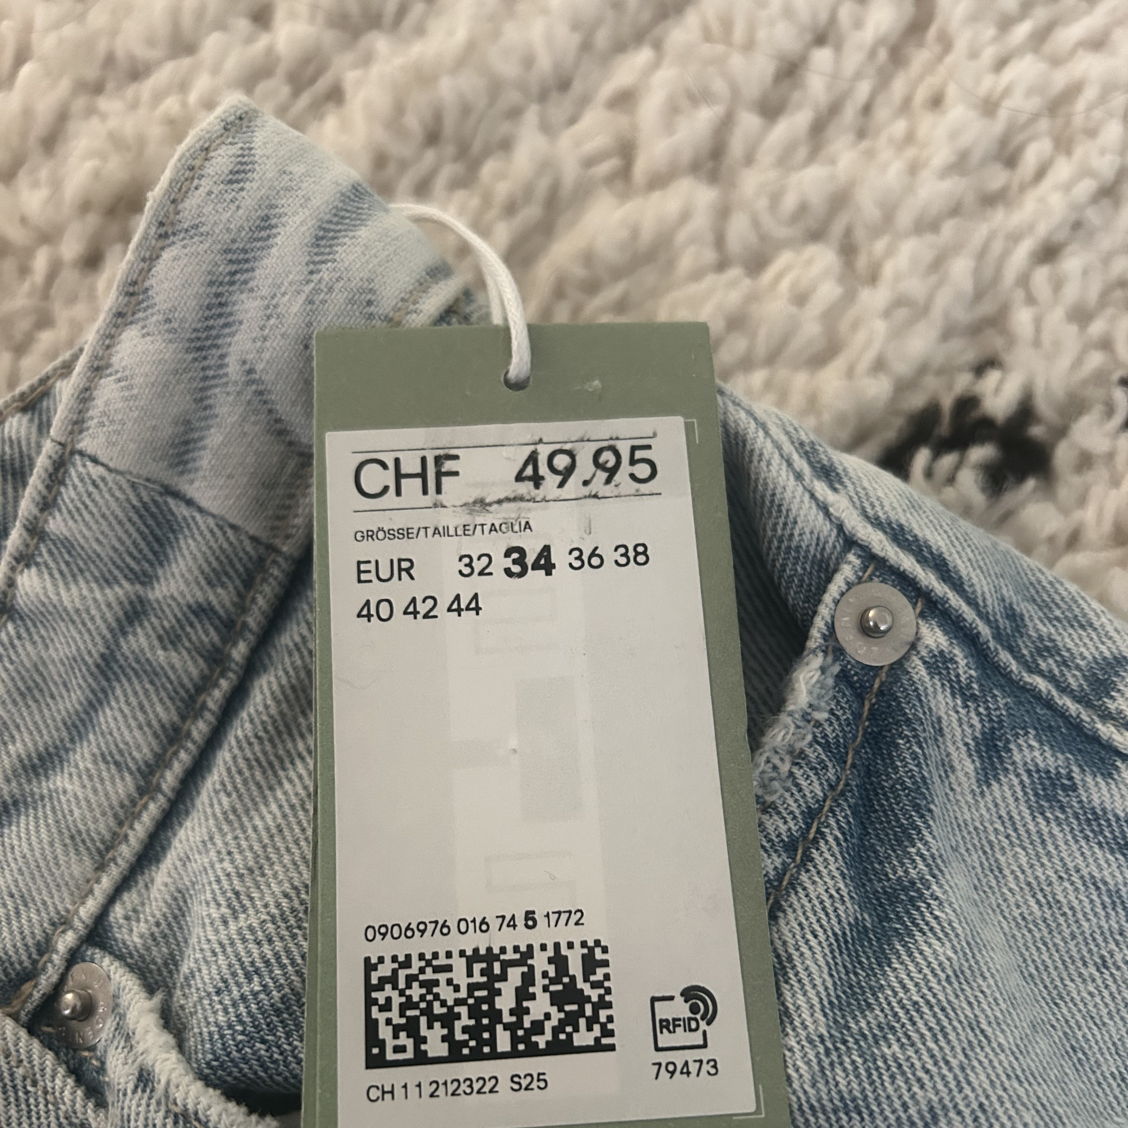 CHF 49.95
GRÖSSE/TAILLE/TAGLIA
EUR 32 34 36 38
40 42 44
0906976 016 74 5 1772
RFID
79473
CH 11 212322 S25